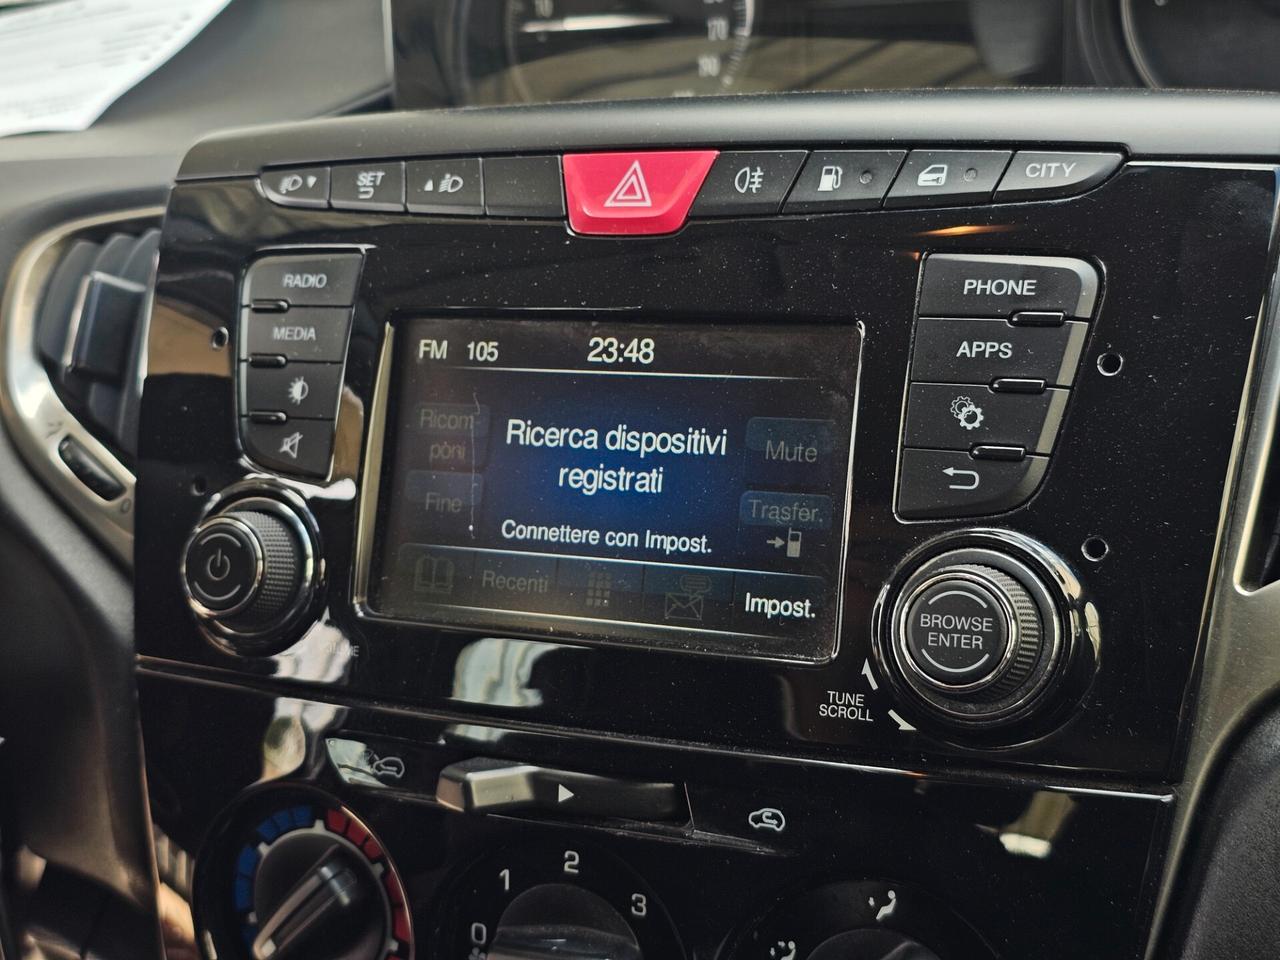 SET
CITY
RADIO
MEDIA
PHONE
APPS
FM 105 23:48
Ricerca dispositivi
registrati
Connettere con Impost.
Ricom
poni
Mute
Fine
Trasfer.
Recenti
Impost.
BROWSE
ENTER
TUNE
SCROLL
0
1
2
3